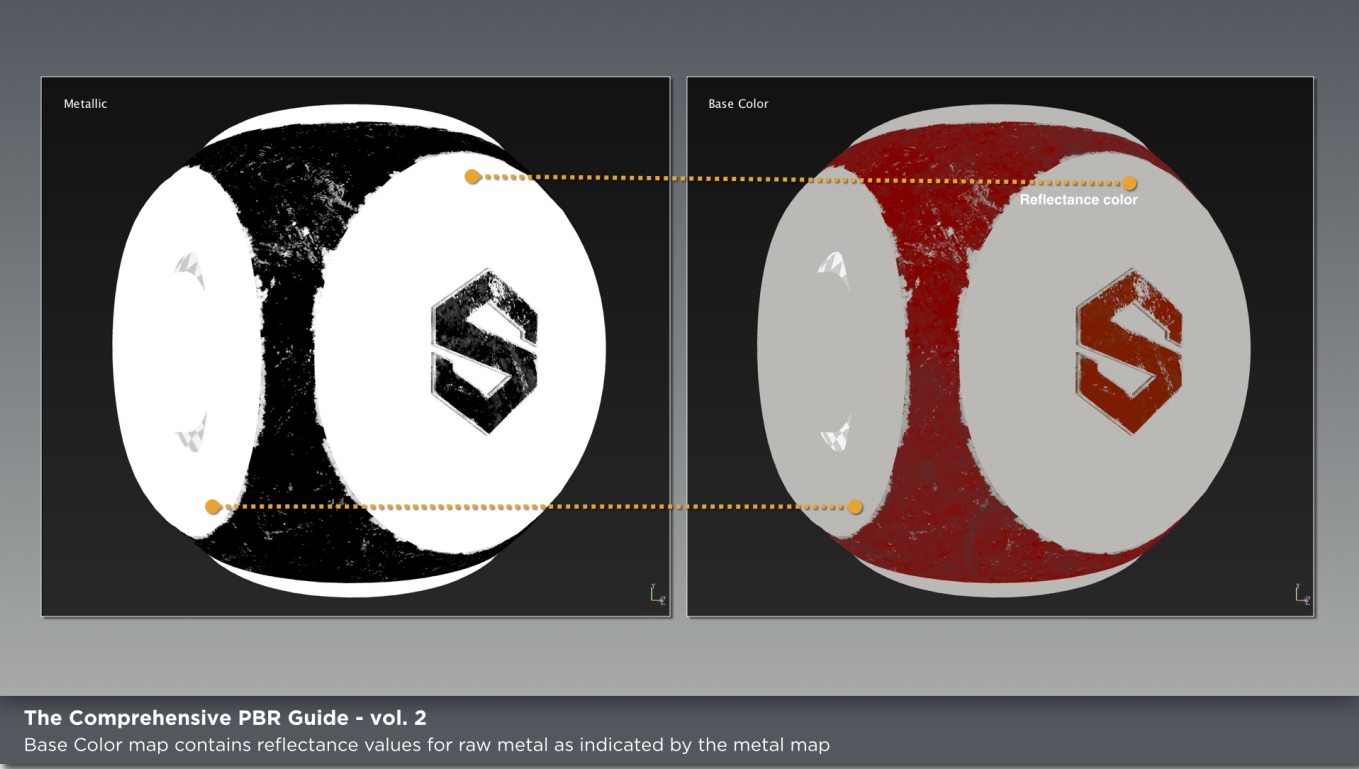 Metallic
Base Color
Reflectance color
S
S
Y
Z
Y
Z
The Comprehensive PBR Guide - vol. 2
Base Color map contains reflectance values for raw metal as indicated by the metal map